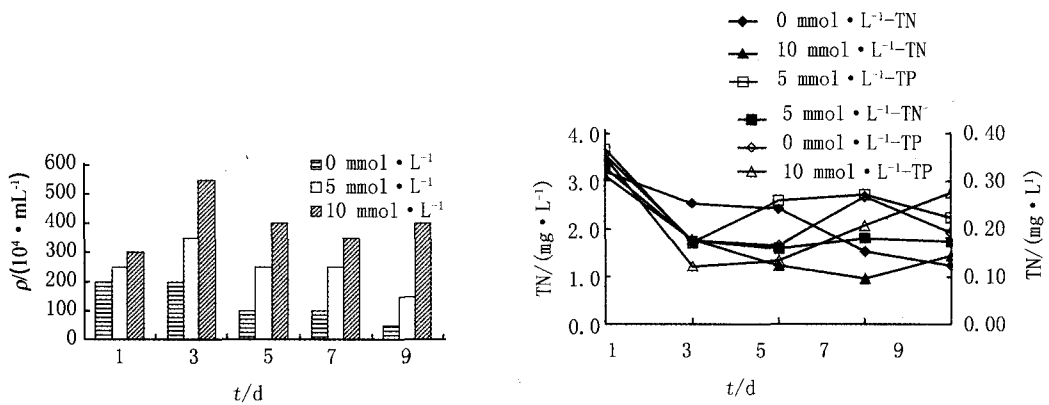 ρ/(10⁴ • mL⁻¹)
600
500
400
300
200
100
0
0 mmol • L⁻¹
5 mmol • L⁻¹
10 mmol • L⁻¹
1 3 5 7 9
t/d
0 mmol • L⁻¹-TN
10 mmol • L⁻¹-TN
5 mmol • L⁻¹-TP
5 mmol • L⁻¹-TN
0 mmol • L⁻¹-TP
10 mmol • L⁻¹-TP
TN/(mg • L⁻¹)
4.0
3.0
2.0
1.0
0.0
0.40
0.30
0.20
0.10
0.00
TN/(mg • L¹)
1 3 5 7 9
t/d